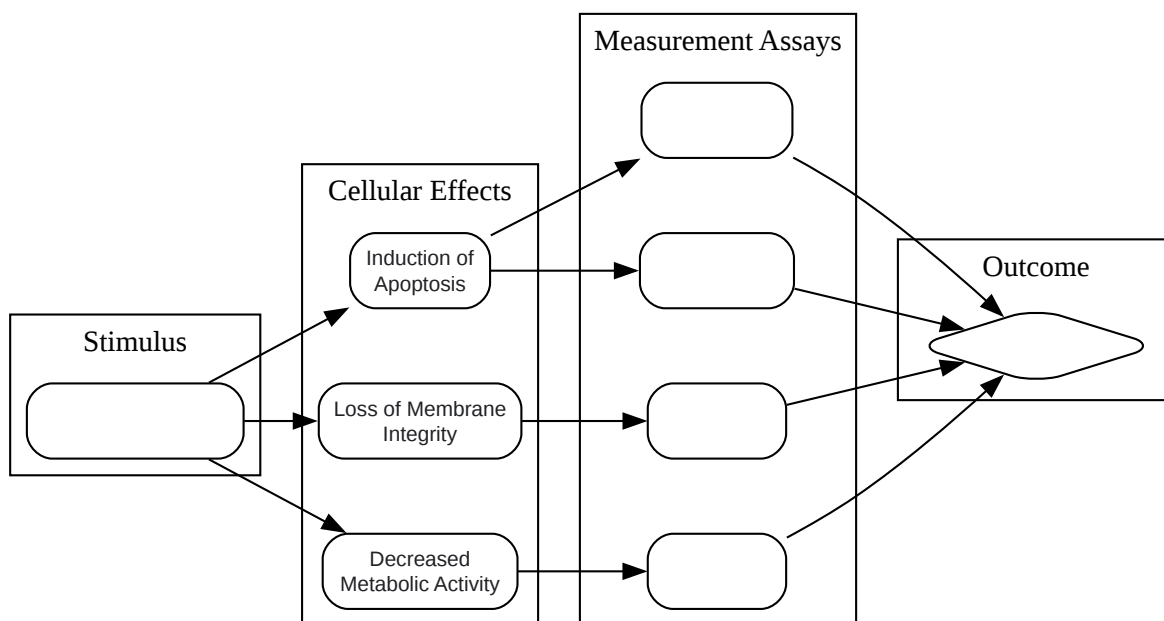 Measurement Assays
Cellular Effects
Induction of
Apoptosis
Outcome
Stimulus
Loss of Membrane
Integrity
Decreased
Metabolic Activity